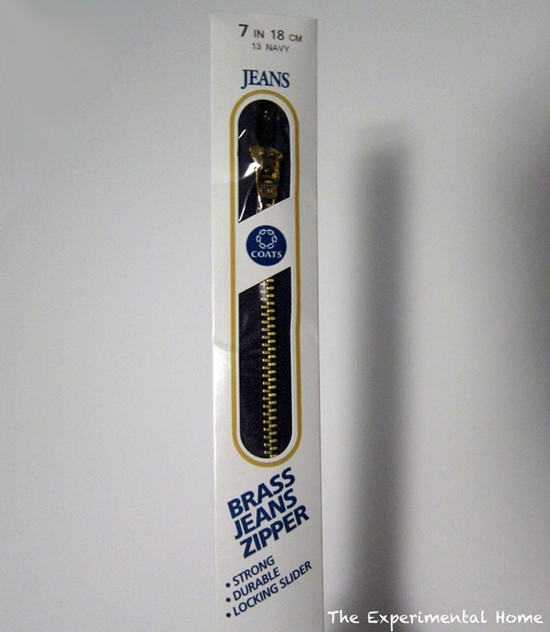 7 IN 18 CM
13 NAVY
JEANS
COATS
BRASS
JEANS
ZIPPER
• STRONG
• DURABLE
• LOCKING SLIDER
The Experimental Home